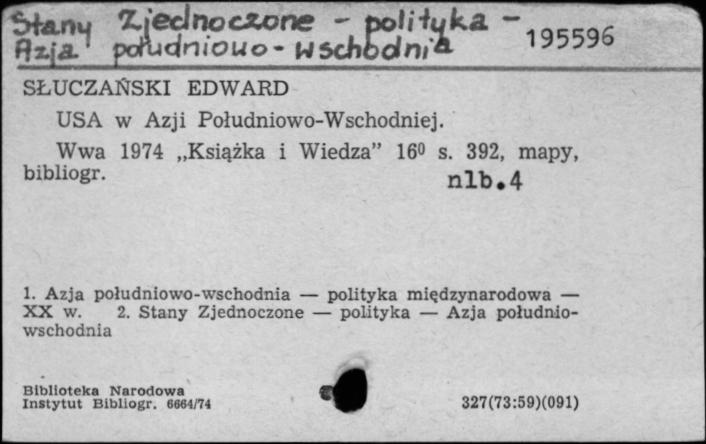 Stany Zjednoczone - polityka -
Azja południowo-wschodnia 195596
SŁUCZAŃSKI EDWARD
USA w Azji Południowo-Wschodniej.
Wwa 1974 „Książka i Wiedza” 16⁰ s. 392, mapy,
bibliogr. nlb.4
1. Azja południowo-wschodnia — polityka międzynarodowa —
XX w. 2. Stany Zjednoczone — polityka — Azja południo-
wschodnia
Biblioteka Narodowa
Instytut Bibliogr. 6664/74 327(73:59)(091)